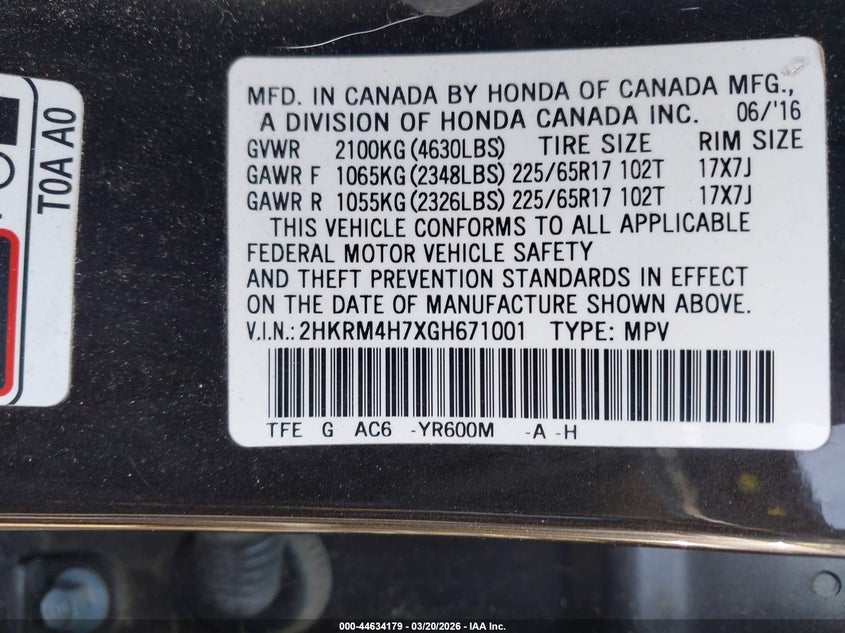 T0A A0
MFD. IN CANADA BY HONDA OF CANADA MFG.,
A DIVISION OF HONDA CANADA INC. 06/'16
GVWR 2100KG(4630LBS) TIRE SIZE RIM SIZE
GAWR F 1065KG(2348LBS) 225/65R17 102T 17X7J
GAWR R 1055KG(2326LBS) 225/65R17 102T 17X7J
THIS VEHICLE CONFORMS TO ALL APPLICABLE
FEDERAL MOTOR VEHICLE SAFETY
AND THEFT PREVENTION STANDARDS IN EFFECT
ON THE DATE OF MANUFACTURE SHOWN ABOVE.
V.I.N.: 2HKRM4H7XGH671001 TYPE: MPV
TFE G AC6 -YR600M -A -H
000-44634179 — 03/20/2026 — IAA Inc.